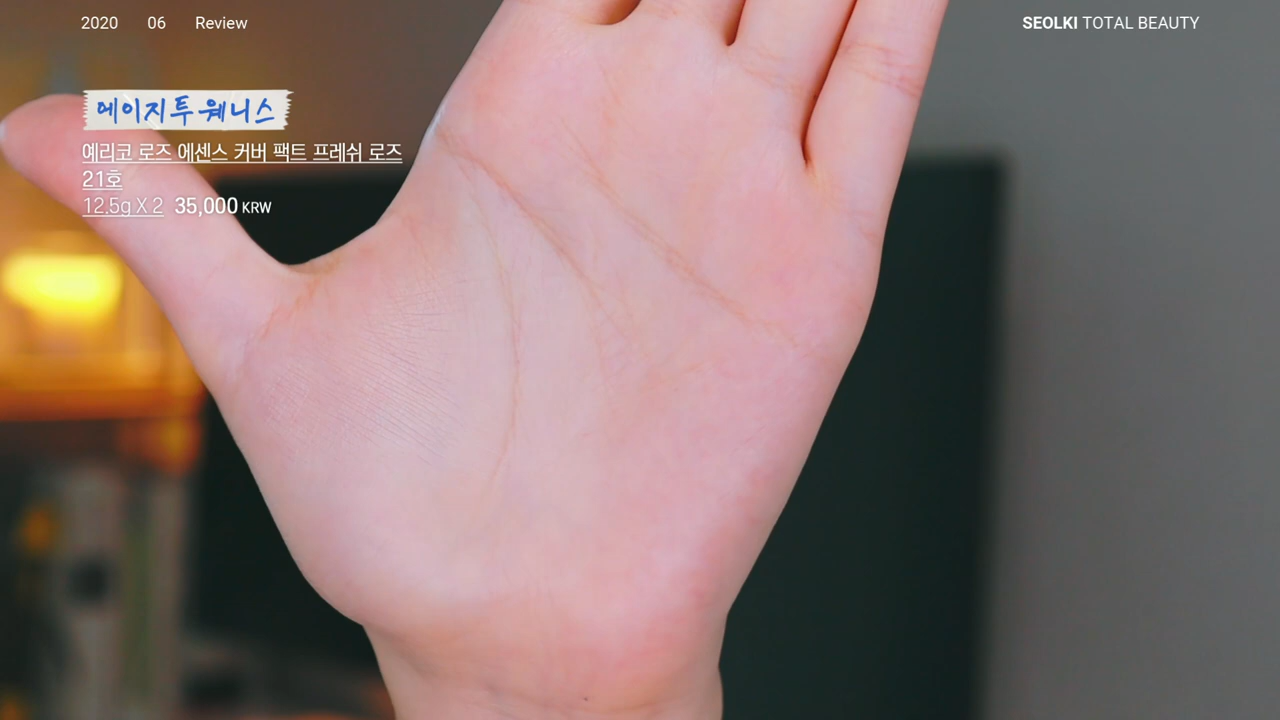 2020 06 Review
SEOLKI TOTAL BEAUTY
에이지투웨니스
예리코 로즈 에센스 커버 팩트 프레쉬 로즈
21호
12.5g X 2 35,000 KRW